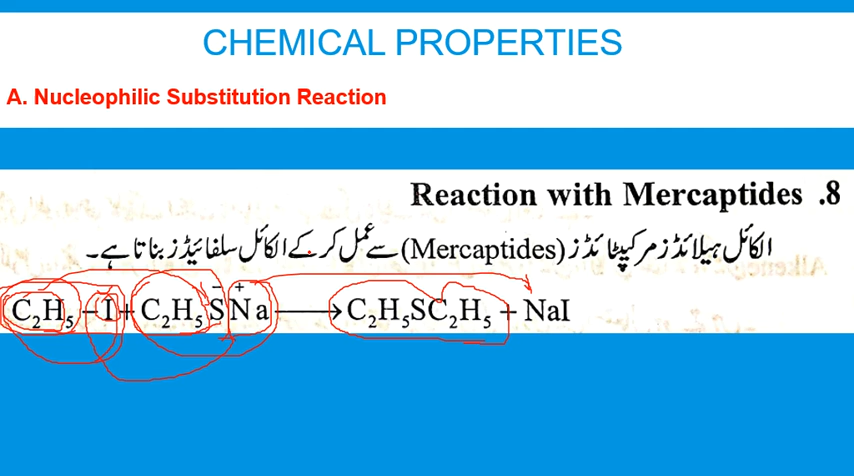 CHEMICAL PROPERTIES
A. Nucleophilic Substitution Reaction
Reaction with Mercaptides .8
الکائل ہیلائڈز مرکیپٹائڈز (Mercaptides) سے عمل کر کے الکائل سلفائیڈز بناتا ہے۔
C₂H₅–I + C₂H₅S⁻Na⁺ ⟶ C₂H₅SC₂H₅ + NaI